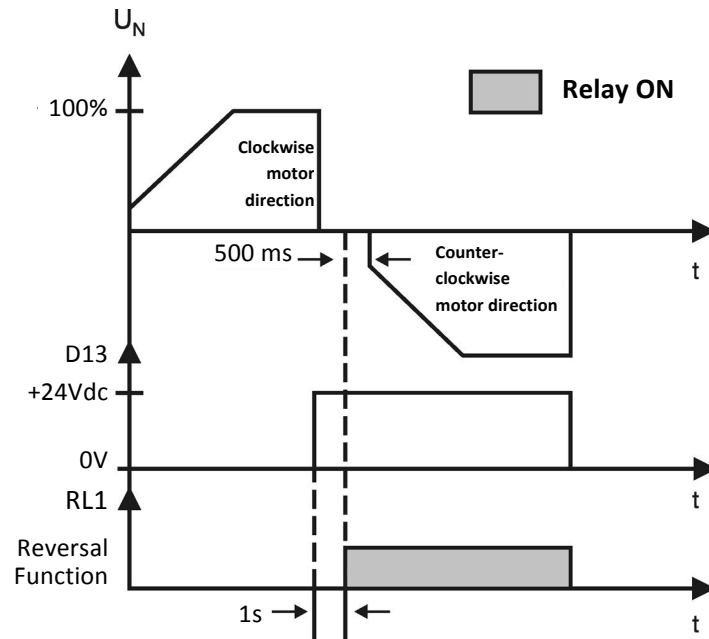 U_N
Relay ON
100%
Clockwise
motor
direction
500 ms
Counter-
clockwise
motor direction
t
D13
+24Vdc
0V
t
RL1
Reversal
Function
1s
t